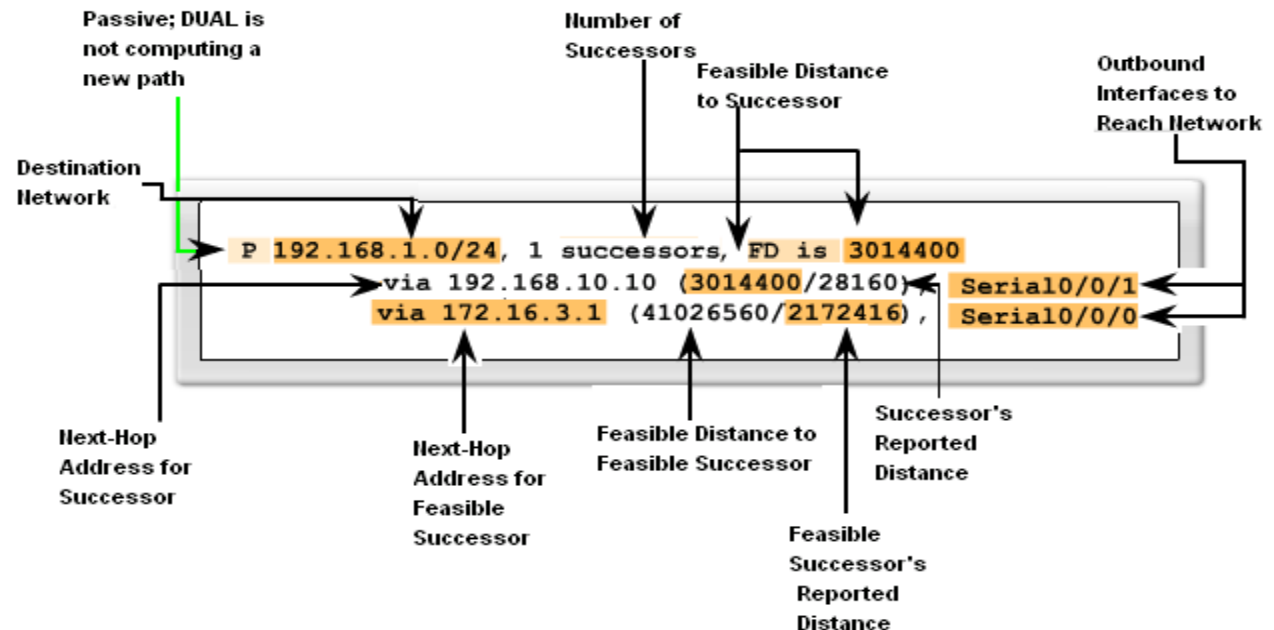 Passive; DUAL is
not computing a
new path
Number of
Successors
Feasible Distance
to Successor
Outbound
Interfaces to
Reach Network
Destination
Network
P 192.168.1.0/24, 1 successors, FD is 3014400
via 192.168.10.10 (3014400/28160), Serial0/0/1
via 172.16.3.1 (41026560/2172416), Serial0/0/0
Next-Hop
Address for
Successor
Next-Hop
Address for
Feasible
Successor
Feasible Distance to
Feasible Successor
Successor's
Reported
Distance
Feasible
Successor's
Reported
Distance